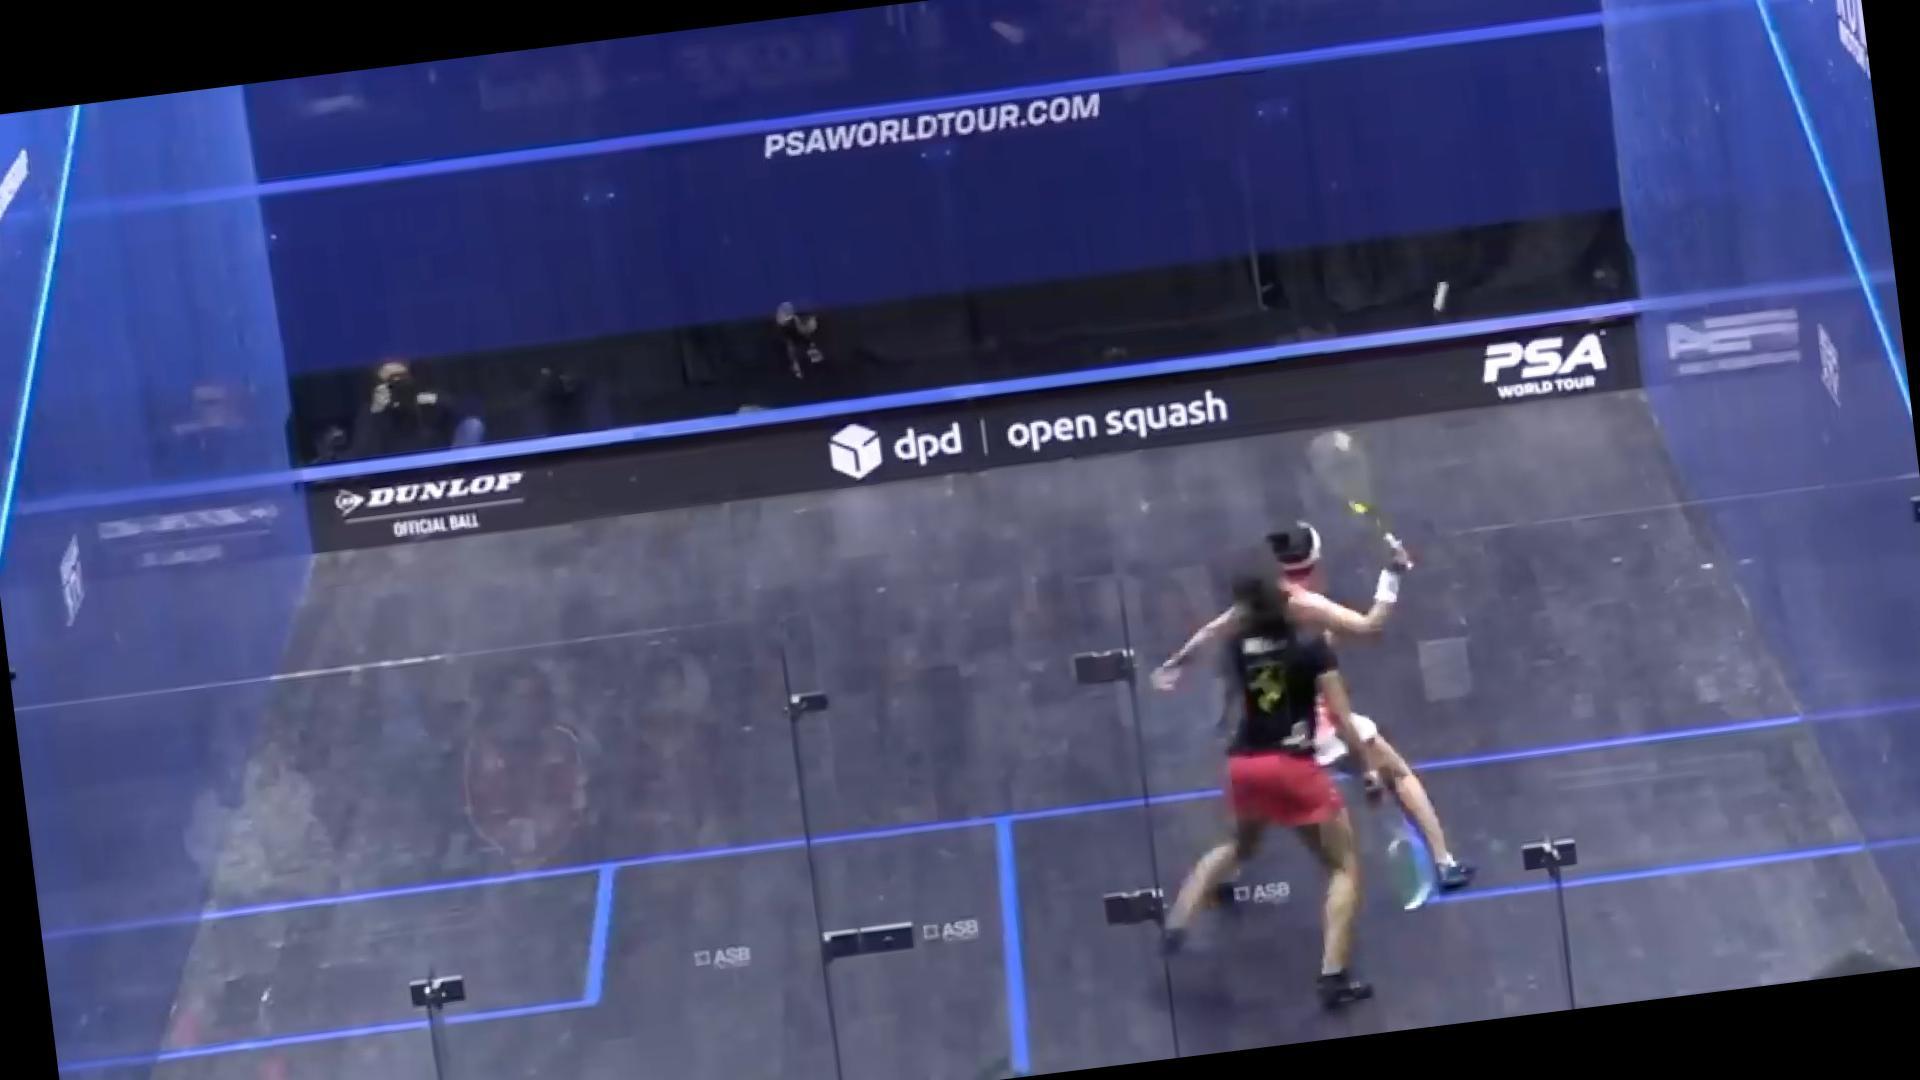 PSAWORLDTOUR.COM
PSA
WORLD TOUR
dpd | open squash
DUNLOP
OFFICIAL BALL
ASB
ASB
ASB